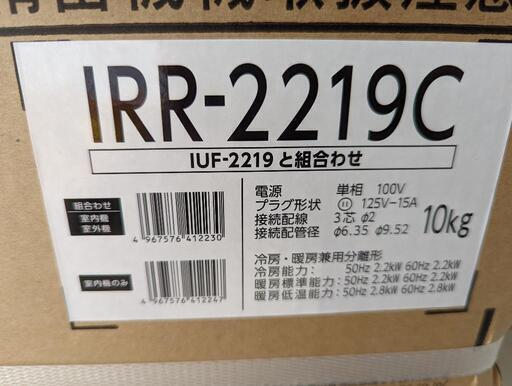 IRR-2219C
IUF-2219 と組合わせ
組合わせ
室内機
室外機
4 967576 412230
室内機のみ
4 967576 412247
電源 単相 100V
プラグ形状 125V-15A
接続配線 3芯 φ2
接続配管径 φ6.35 φ9.52
10kg
冷房・暖房兼用分離形
冷房能力: 50Hz 2.2kW 60Hz 2.2kW
暖房標準能力: 50Hz 2.2kW 60Hz 2.2kW
暖房低温能力: 50Hz 2.8kW 60Hz 2.8kW